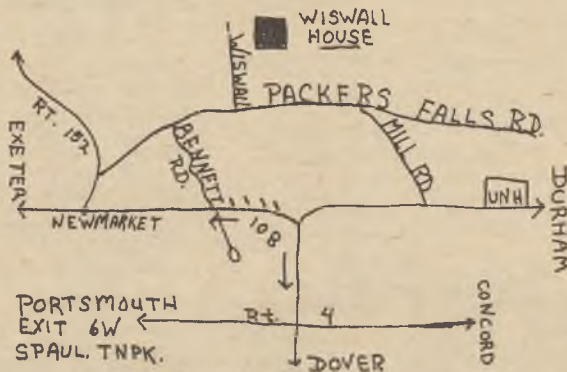 WISWALL
HOUSE
WISWALL
PACKERS FALLS RD.
RT. 152
BENNETT
RD.
MILL RD
EXETER
NEWMARKET
108
UNH
DURHAM
PORTSMOUTH
EXIT 6W
SPAUL. TNPK.
Rt. 4
CONCORD
DOVER